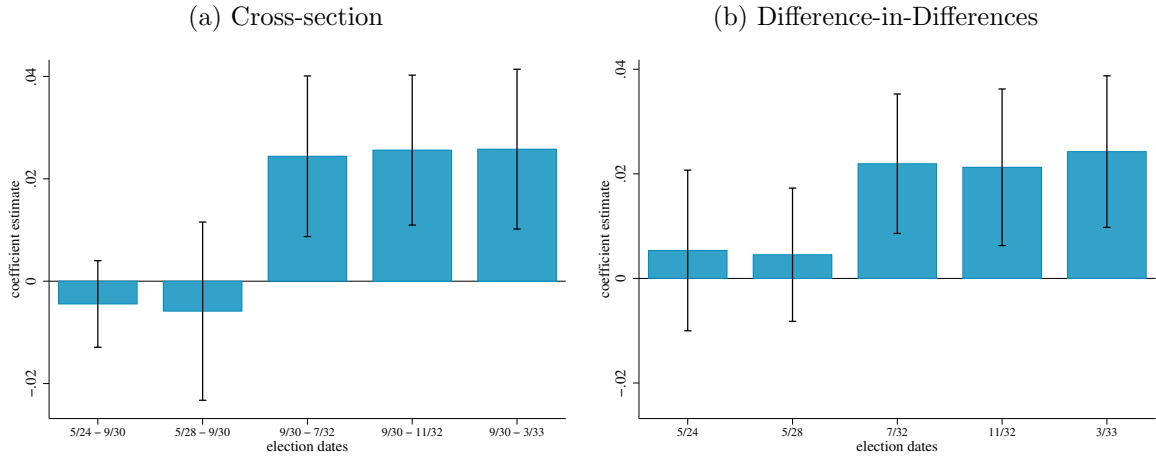 (a) Cross-section
.04
.02
0
-.02
coefficient estimate
5/24 – 9/30
5/28 – 9/30
9/30 – 7/32
9/30 – 11/32
9/30 – 3/33
election dates
(b) Difference-in-Differences
.04
.02
0
-.02
coefficient estimate
5/24
5/28
7/32
11/32
3/33
election dates